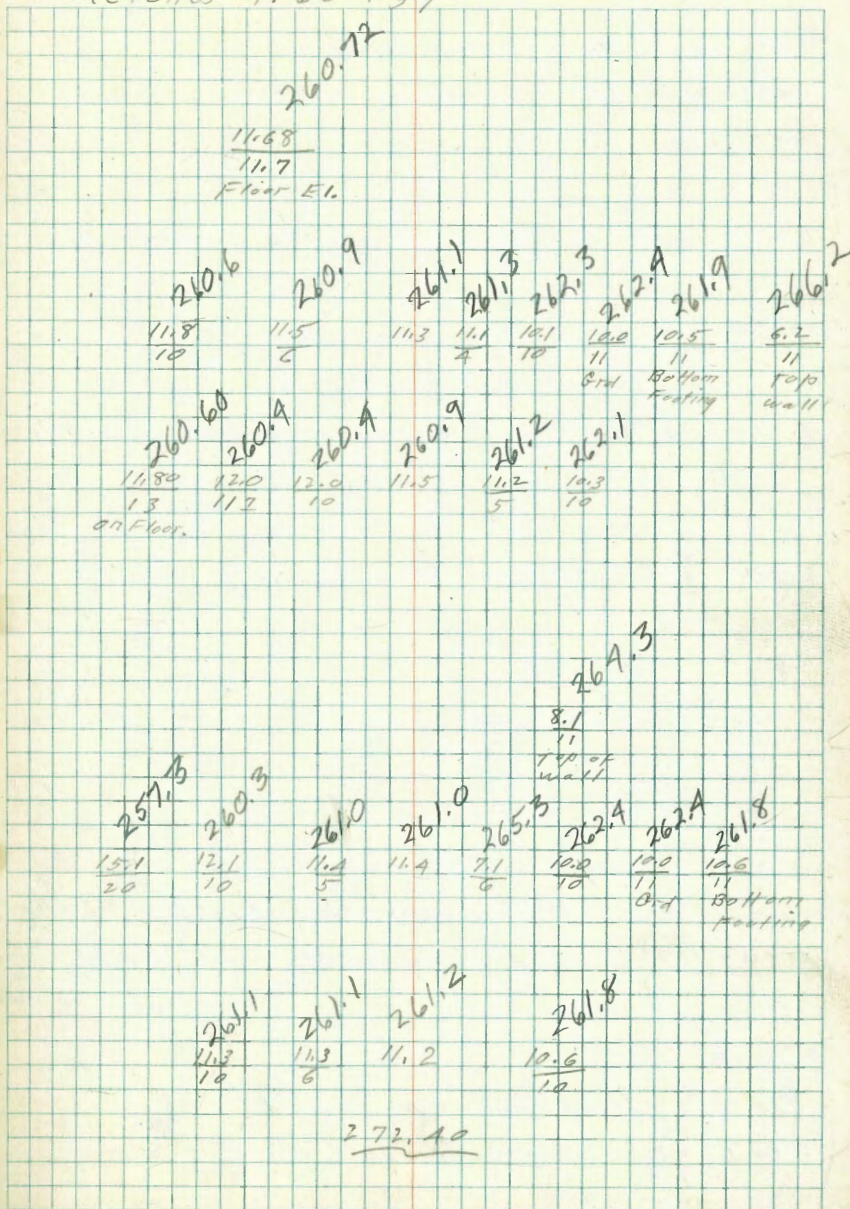 260.72
11.68
11.7
Floor El.
260.6 260.9 261.1 261.3 262.3 262.4 261.9 266.2
11.8 11.5 11.3 11.1 10.1 10.0 10.5 6.2
10 6 4 10 11 11 11
Grd Bottom Top
Footing wall
260.60 260.4 260.4 260.9 261.2 262.1
11.80 12.0 12.0 11.5 11.2 10.3
13 10 5 10
on Floor.
264.3
8.1
11
Top of
wall
257.3 260.3 261.0 261.0 265.3 262.4 262.4 261.8
15.1 12.1 11.4 11.4 7.1 10.0 10.0 10.6
20 10 5 6 10 11 11
Grd Bottom
Footing
261.1 261.1 261.2 261.8
11.3 11.3 11.2 10.6
10 6 10
272.40